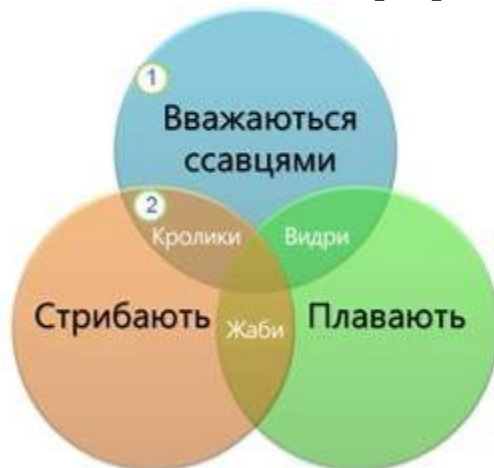 1
Вважаються
ссавцями
2
Кролики Видри
Стрибають Жаби Плавають